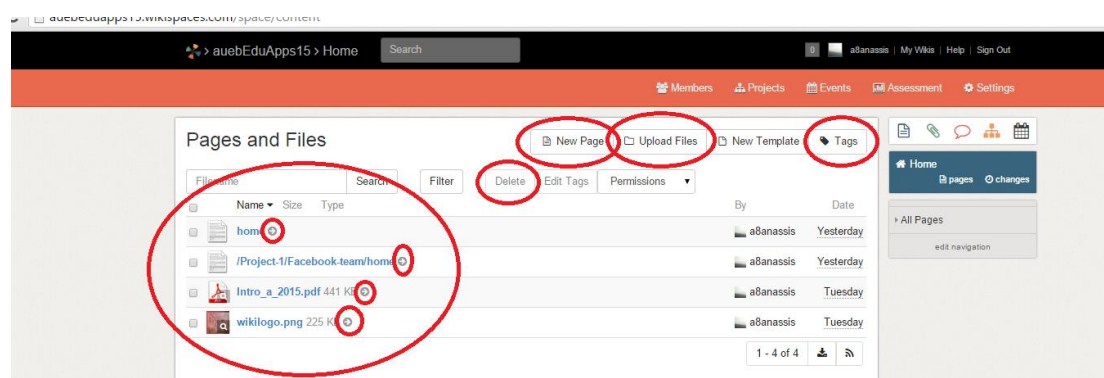 auebeduapps15.wikispaces.com/space/content
> auebEduApps15 > Home Search 0 a8anassis | My Wikis | Help | Sign Out
Members Projects Events Assessment Settings
Pages and Files New Page Upload Files New Template Tags
Filename Search Filter Delete Edit Tags Permissions
Home
pages changes
Name Size Type By Date
All Pages
home a8anassis Yesterday
edit navigation
/Project-1/Facebook-team/home a8anassis Yesterday
Intro_a_2015.pdf 441 KB a8anassis Tuesday
wikilogo.png 225 KB a8anassis Tuesday
1 - 4 of 4